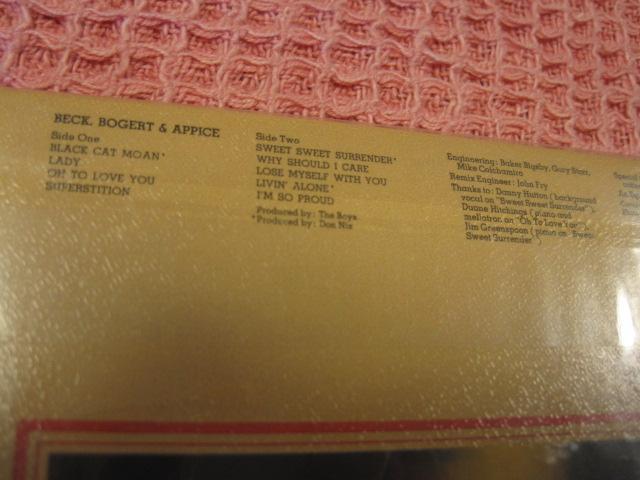 BECK, BOGERT & APPICE
Side One
BLACK CAT MOAN*
LADY
OH TO LOVE YOU
SUPERSTITION
Side Two
SWEET SWEET SURRENDER*
WHY SHOULD I CARE
LOSE MYSELF WITH YOU
LIVIN' ALONE*
I'M SO PROUD
Produced by: The Boys
*Produced by: Don Nix
Engineering: Baker Bigsby, Gary Starr,
Mike Colchamiro
Remix Engineer: John Fry
Thanks to: Danny Hutton (background
vocal on "Sweet Sweet Surrender"),
Duane Hitchings (piano and
mellotron on "Oh To Love You")
Jim Greenspoon (piano on "Sweet
Sweet Surrender")
Special